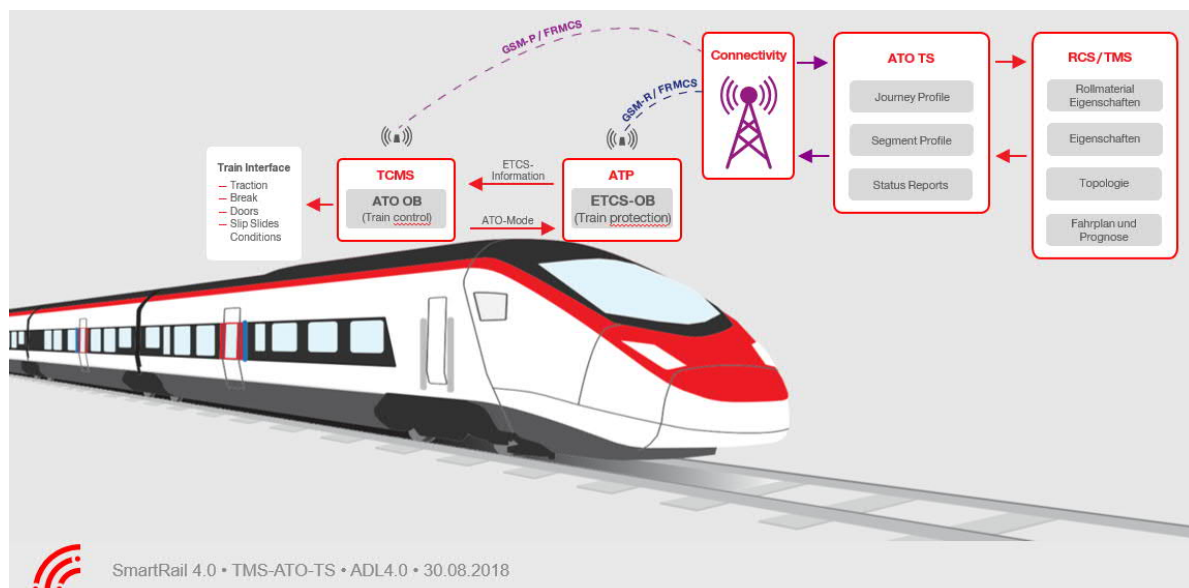 GSM-P / FRMCS
GSM-R / FRMCS
Connectivity
ATO TS
Journey Profile
Segment Profile
Status Reports
RCS/TMS
Rollmaterial
Eigenschaften
Eigenschaften
Topologie
Fahrplan und
Prognose
Train Interface
— Traction
— Break
— Doors
— Slip Slides
Conditions
TCMS
ATO OB
(Train control)
ETCS-
Information
ATO-Mode
ATP
ETCS-OB
(Train protection)
SmartRail 4.0 • TMS-ATO-TS • ADL4.0 • 30.08.2018